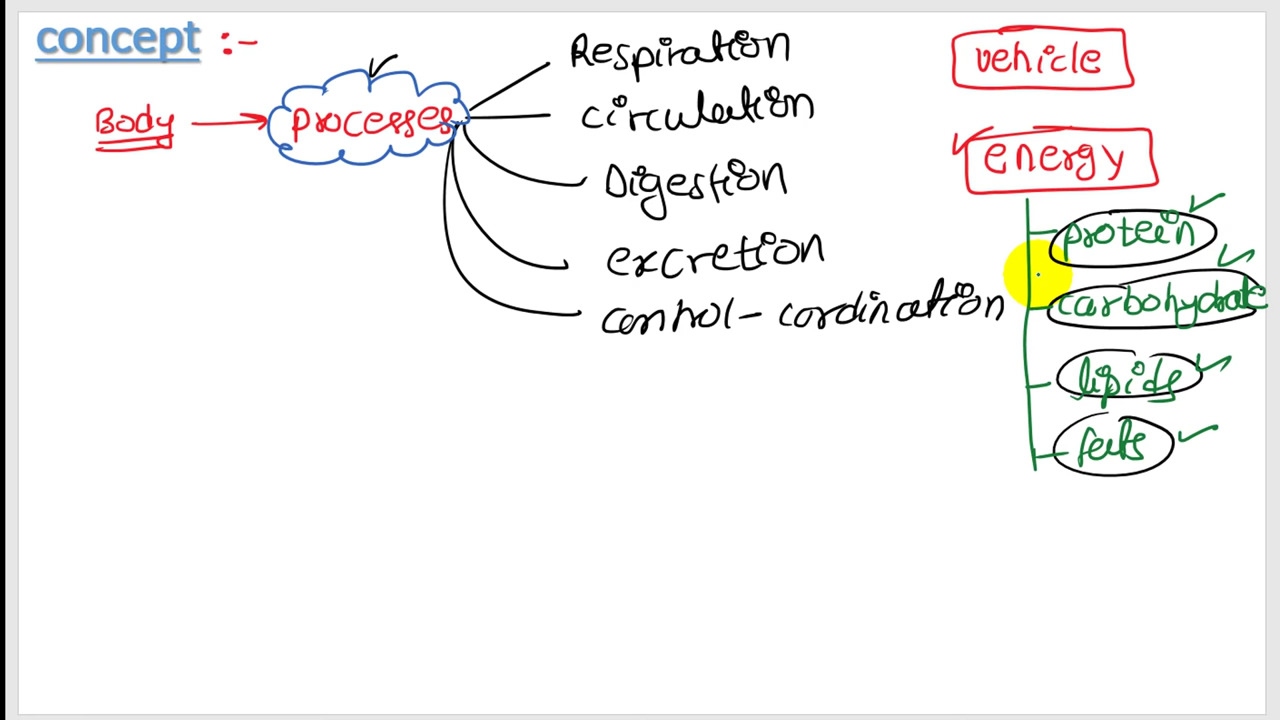 concept :-
Body → processes
Respiration
circulation
Digestion
excretion
control - cordination
vehicle
energy
protein
carbohydrate
lipids
fats